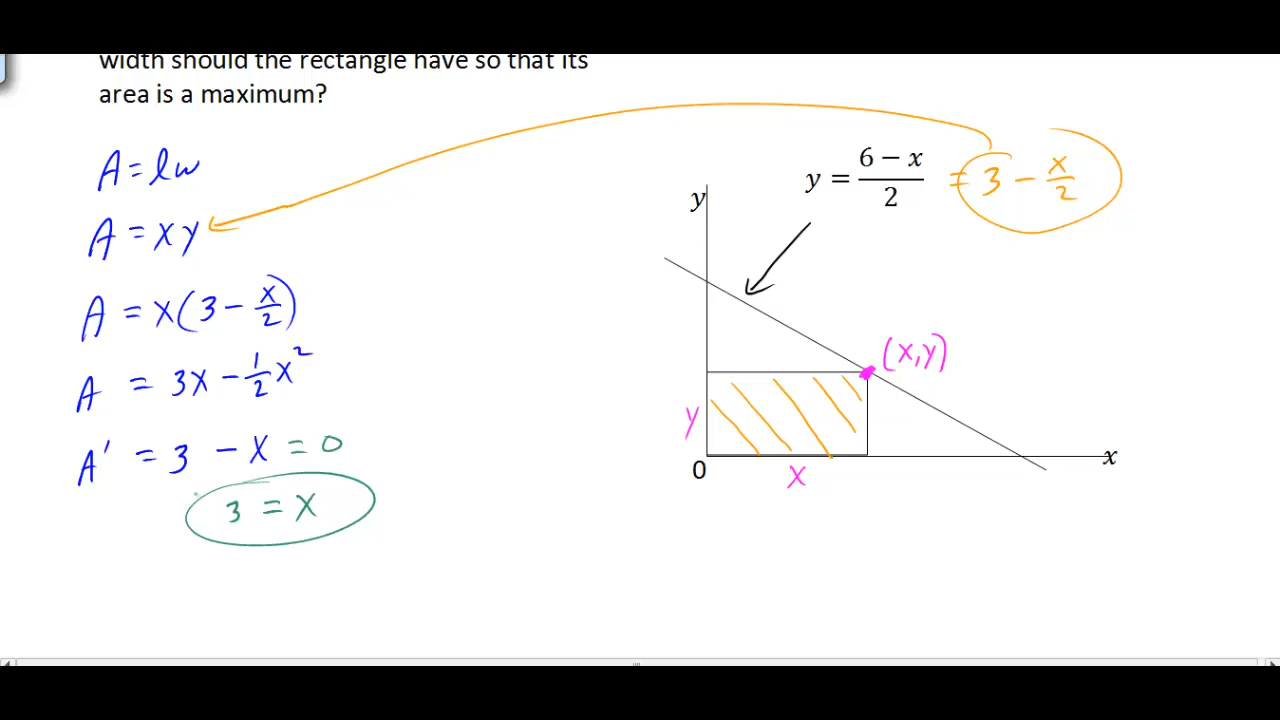 width should the rectangle have so that its
area is a maximum?
A = lw
A = xy
A = x(3 - x/2)
A = 3x - 1/2 x²
A' = 3 - x = 0
3 = x
y = (6 − x)/2 = 3 - x/2
y
(x,y)
y
0
x
x